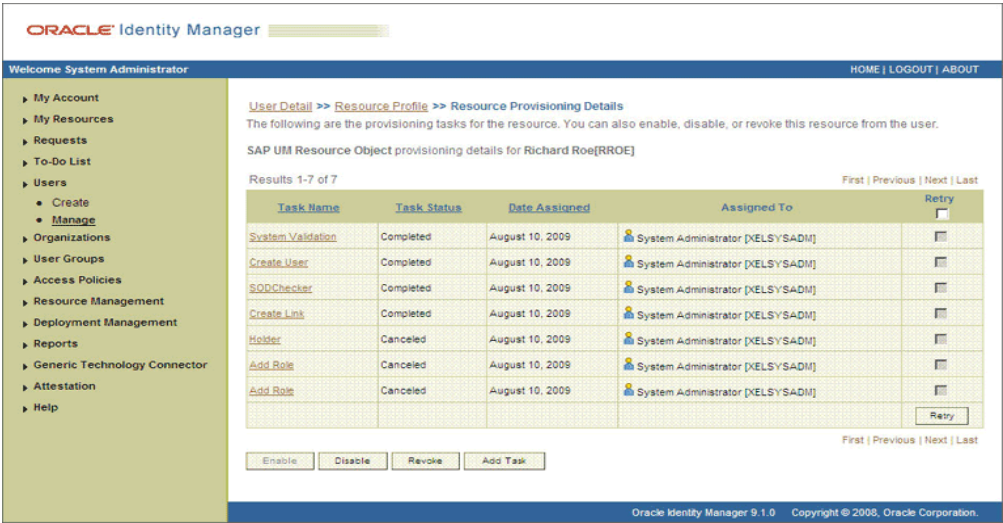 ORACLE Identity Manager
Welcome System Administrator HOME | LOGOUT | ABOUT
My Account
My Resources
Requests
To-Do List
Users
Create
Manage
Organizations
User Groups
Access Policies
Resource Management
Deployment Management
Reports
Generic Technology Connector
Attestation
Help
User Detail >> Resource Profile >> Resource Provisioning Details
The following are the provisioning tasks for the resource. You can also enable, disable, or revoke this resource from the user.
SAP UM Resource Object provisioning details for Richard Roe[RROE]
Results 1-7 of 7 First | Previous | Next | Last
Task Name Task Status Date Assigned Assigned To Retry
System Validation Completed August 10, 2009 System Administrator [XELSYSADM]
Create User Completed August 10, 2009 System Administrator [XELSYSADM]
SODChecker Completed August 10, 2009 System Administrator [XELSYSADM]
Create Link Completed August 10, 2009 System Administrator [XELSYSADM]
Holder Canceled August 10, 2009 System Administrator [XELSYSADM]
Add Role Canceled August 10, 2009 System Administrator [XELSYSADM]
Add Role Canceled August 10, 2009 System Administrator [XELSYSADM]
Retry
First | Previous | Next | Last
Enable Disable Revoke Add Task
Oracle Identity Manager 9.1.0 Copyright © 2008, Oracle Corporation.